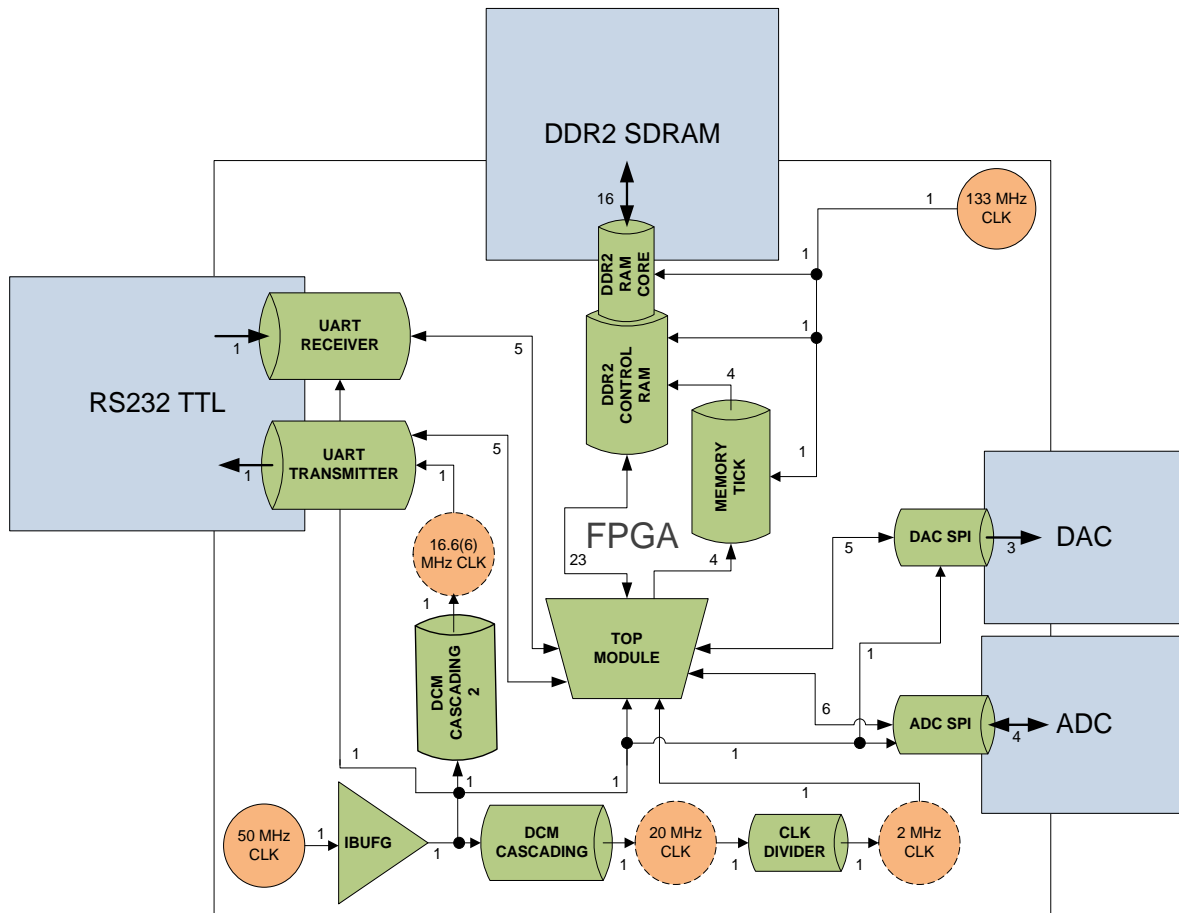 DDR2 SDRAM
16
1
133 MHz
CLK
DDR2
RAM
CORE
1
UART
RECEIVER
1
5
1
DDR2
CONTROL
RAM
4
RS232 TTL
UART
TRANSMITTER
1
5
1
MEMORY
TICK
1
16.6(6)
MHz CLK
FPGA
23
4
DAC SPI
5
3
DAC
1
DCM
CASCADING
2
TOP
MODULE
1
6
ADC SPI
4
ADC
1
1
1
1
1
50 MHz
CLK
1
IBUFG
1
DCM
CASCADING
1
20 MHz
CLK
1
CLK
DIVIDER
1
2 MHz
CLK